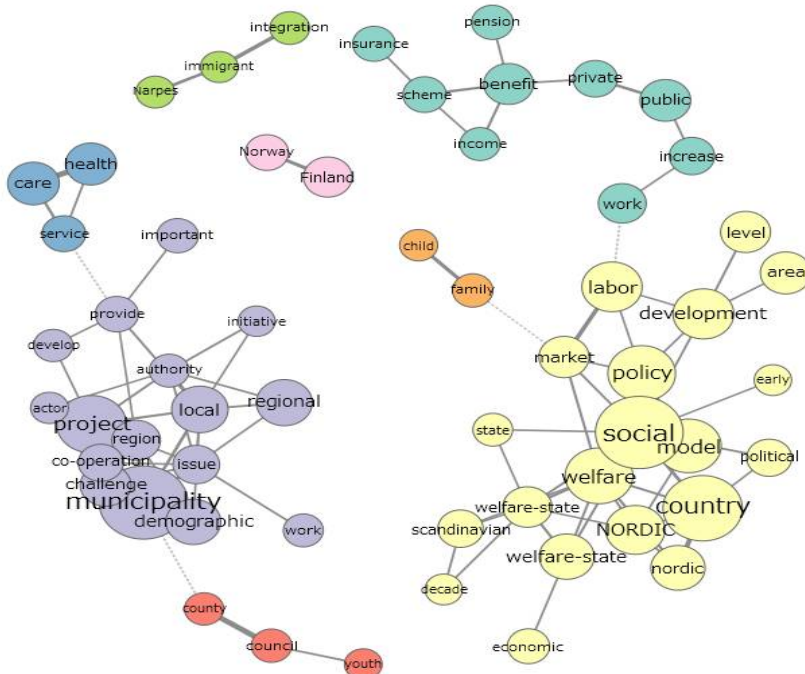 integration
immigrant
Narpes
pension
insurance
benefit
private
scheme
public
income
increase
work
Norway
Finland
health
care
service
important
provide
initiative
develop
authority
actor
project
local
regional
region
co-operation
issue
challenge
municipality
demographic
work
county
council
youth
child
family
level
area
labor
development
market
policy
early
state
social
model
political
welfare
welfare-state
country
scandinavian
NORDIC
welfare-state
nordic
decade
economic